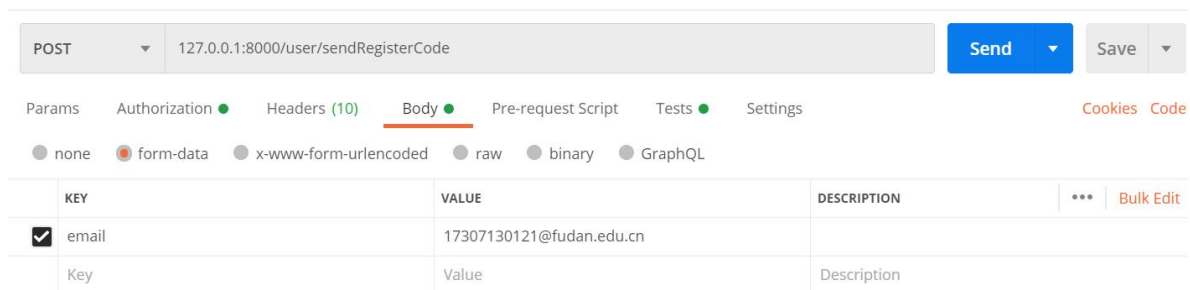 POST 127.0.0.1:8000/user/sendRegisterCode Send Save
Params Authorization Headers (10) Body Pre-request Script Tests Settings Cookies Code
none form-data x-www-form-urlencoded raw binary GraphQL
KEY VALUE DESCRIPTION ••• Bulk Edit
email 17307130121@fudan.edu.cn
Key Value Description